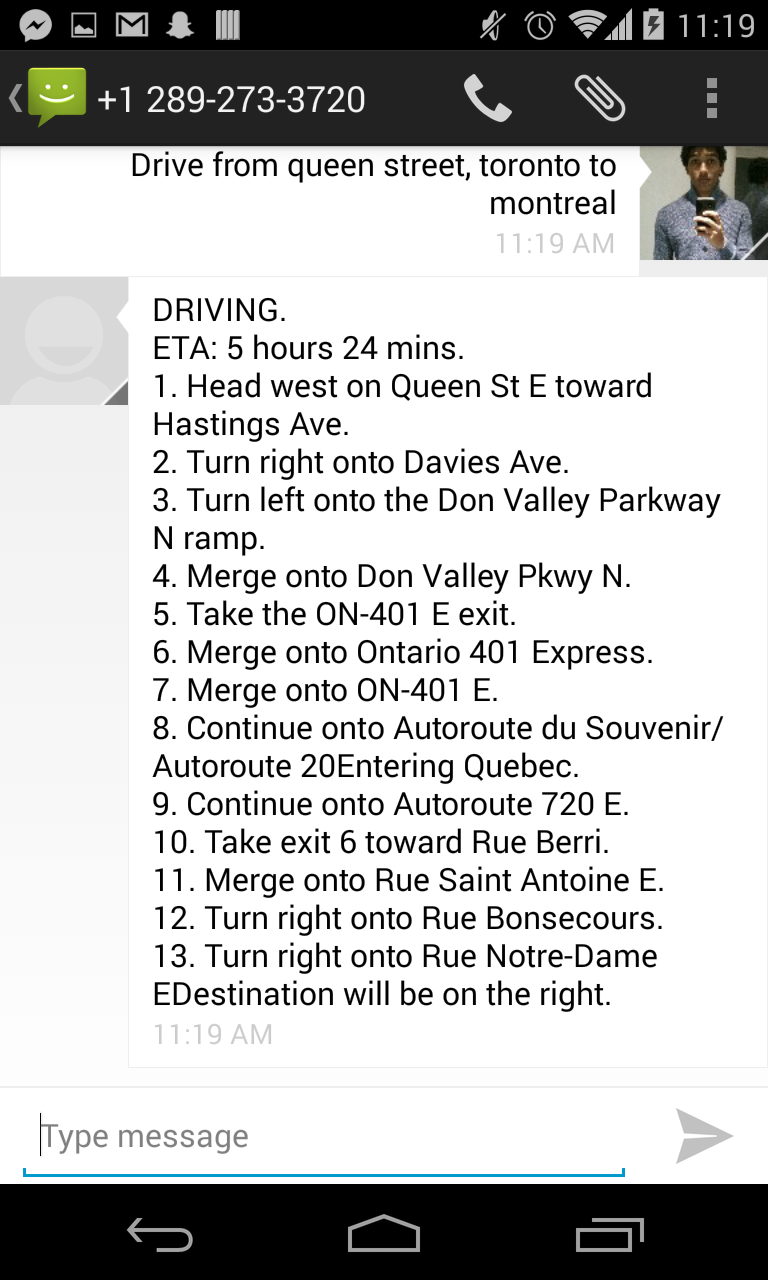 11:19
+1 289-273-3720
Drive from queen street, toronto to
montreal
11:19 AM
DRIVING.
ETA: 5 hours 24 mins.
1. Head west on Queen St E toward
Hastings Ave.
2. Turn right onto Davies Ave.
3. Turn left onto the Don Valley Parkway
N ramp.
4. Merge onto Don Valley Pkwy N.
5. Take the ON-401 E exit.
6. Merge onto Ontario 401 Express.
7. Merge onto ON-401 E.
8. Continue onto Autoroute du Souvenir/
Autoroute 20Entering Quebec.
9. Continue onto Autoroute 720 E.
10. Take exit 6 toward Rue Berri.
11. Merge onto Rue Saint Antoine E.
12. Turn right onto Rue Bonsecours.
13. Turn right onto Rue Notre-Dame
EDestination will be on the right.
11:19 AM
Type message